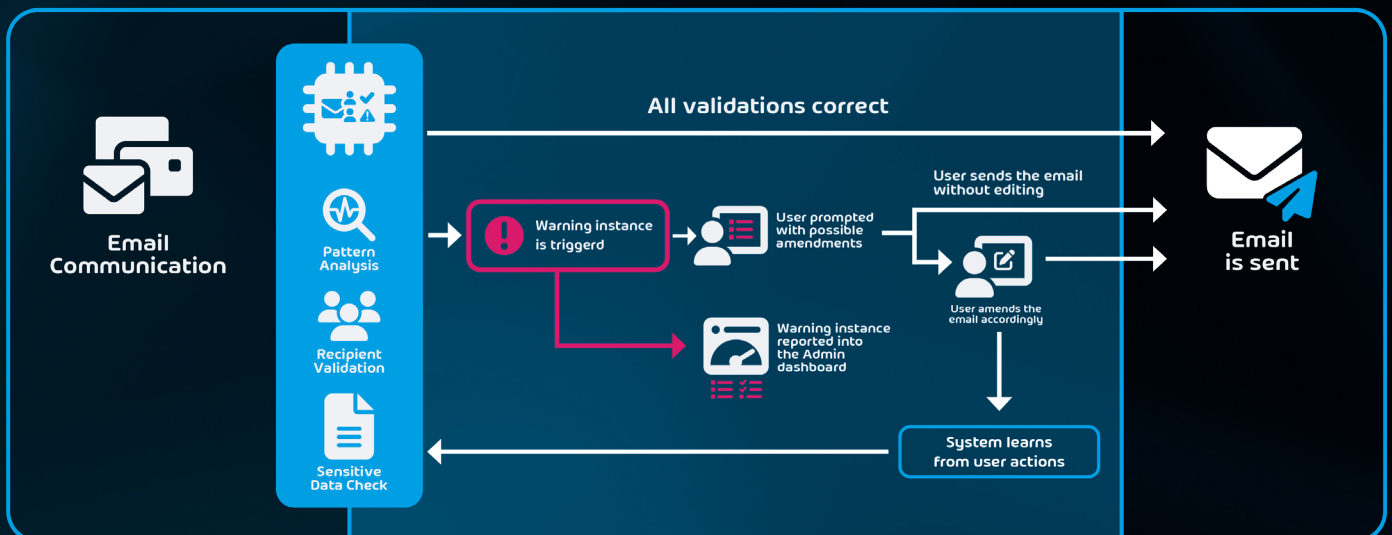 Email
Communication
Pattern
Analysis
Recipient
Validation
Sensitive
Data Check
All validations correct
Warning instance
is triggerd
User prompted
with possible
amendments
Warning instance
reported into
the Admin
dashboard
User sends the email
without editing
User amends the
email accordingly
System learns
from user actions
Email
is sent